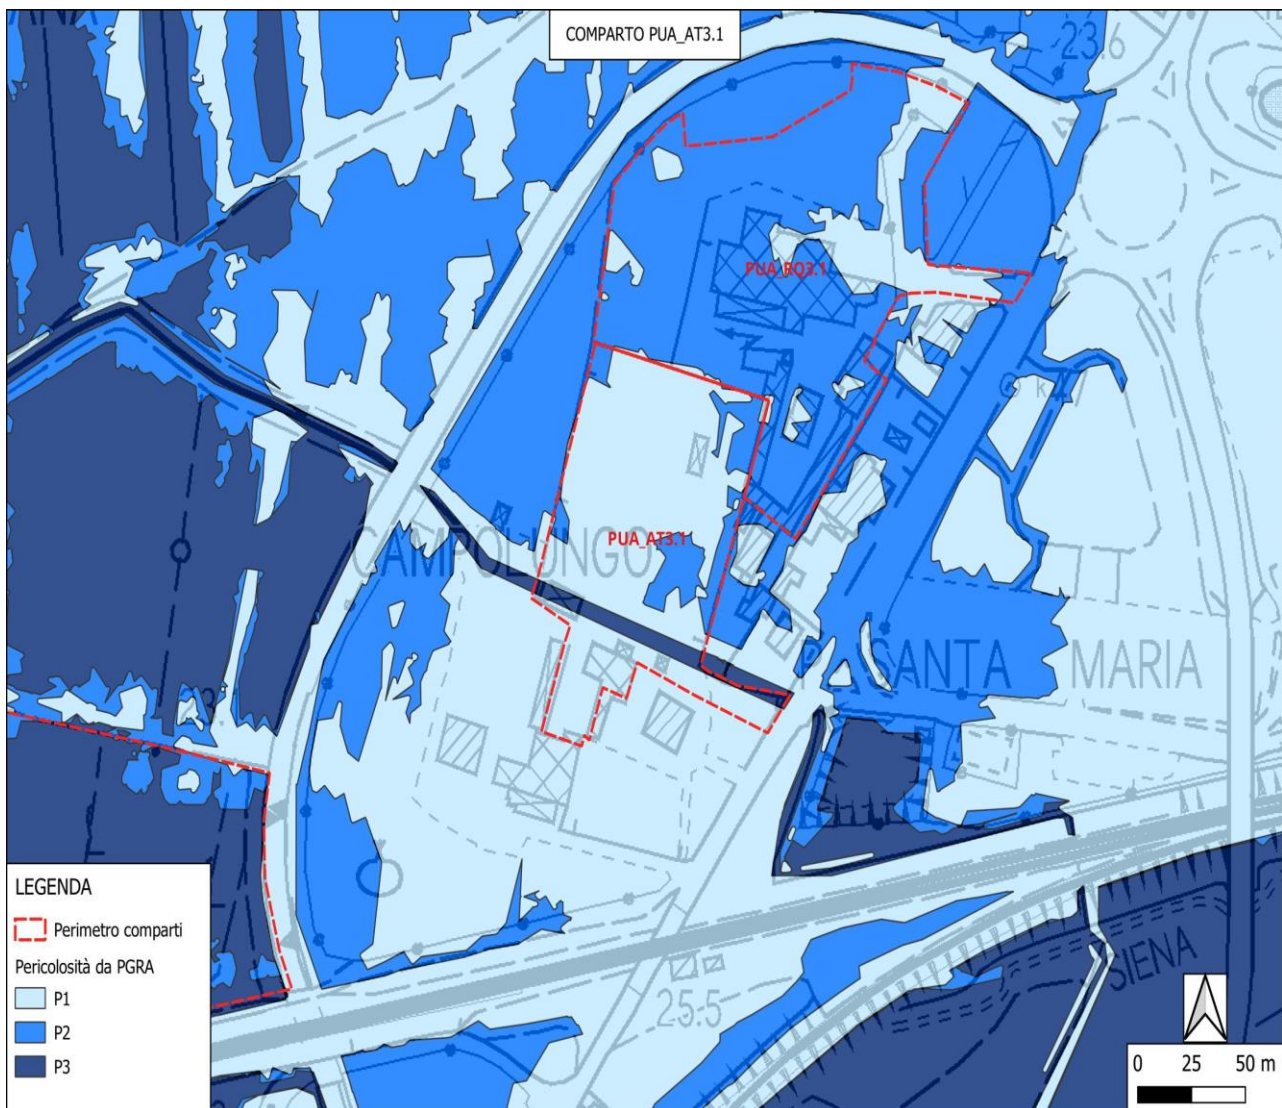 COMPARTO PUA_AT3.1
23.6
PUA_RQ3.1
PUA_AT3.1
CAMPOLUNGO
SANTA MARIA
SIENA
25.5
LEGENDA
Perimetro comparti
Pericolosità da PGRA
P1
P2
P3
0 25 50 m